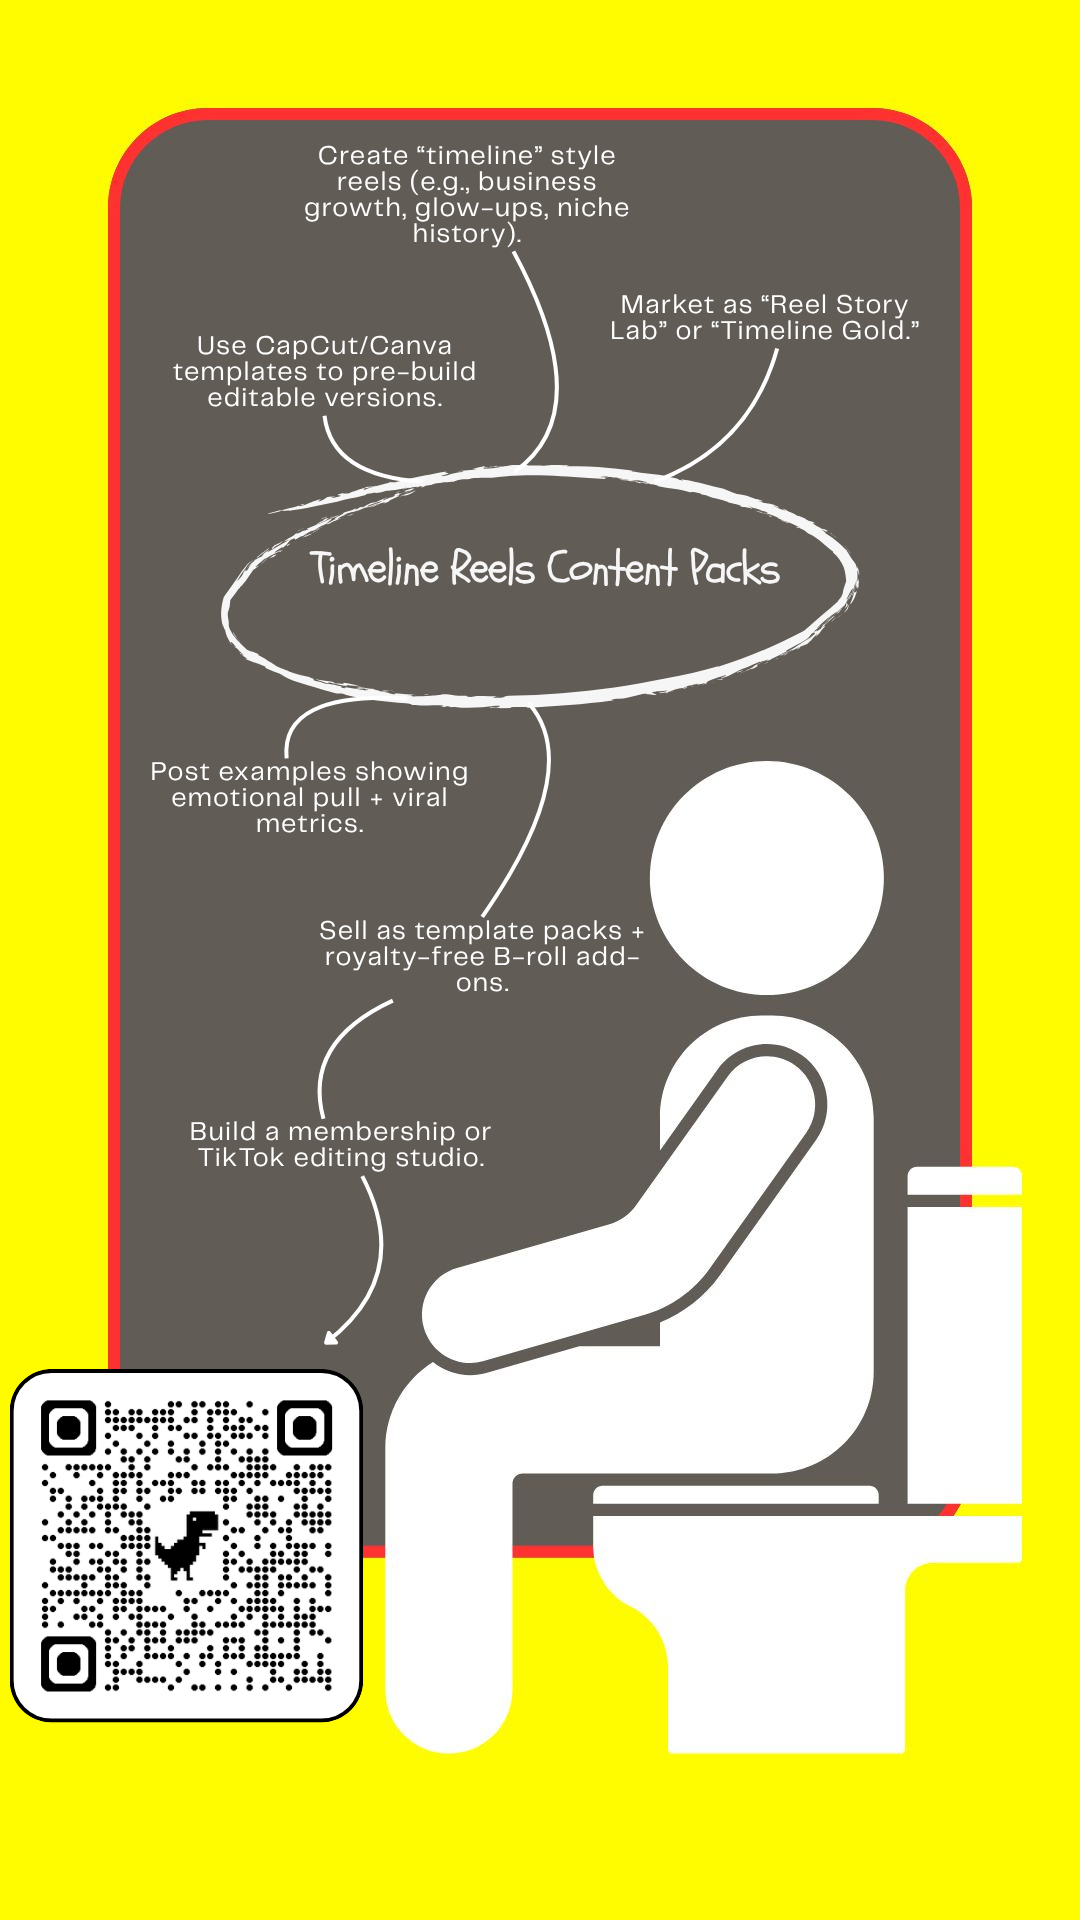 Create “timeline” style
reels (e.g., business
growth, glow-ups, niche
history).
Market as “Reel Story
Lab” or “Timeline Gold.”
Use CapCut/Canva
templates to pre-build
editable versions.
Timeline Reels Content Packs
Post examples showing
emotional pull + viral
metrics.
Sell as template packs +
royalty-free B-roll add-
ons.
Build a membership or
TikTok editing studio.